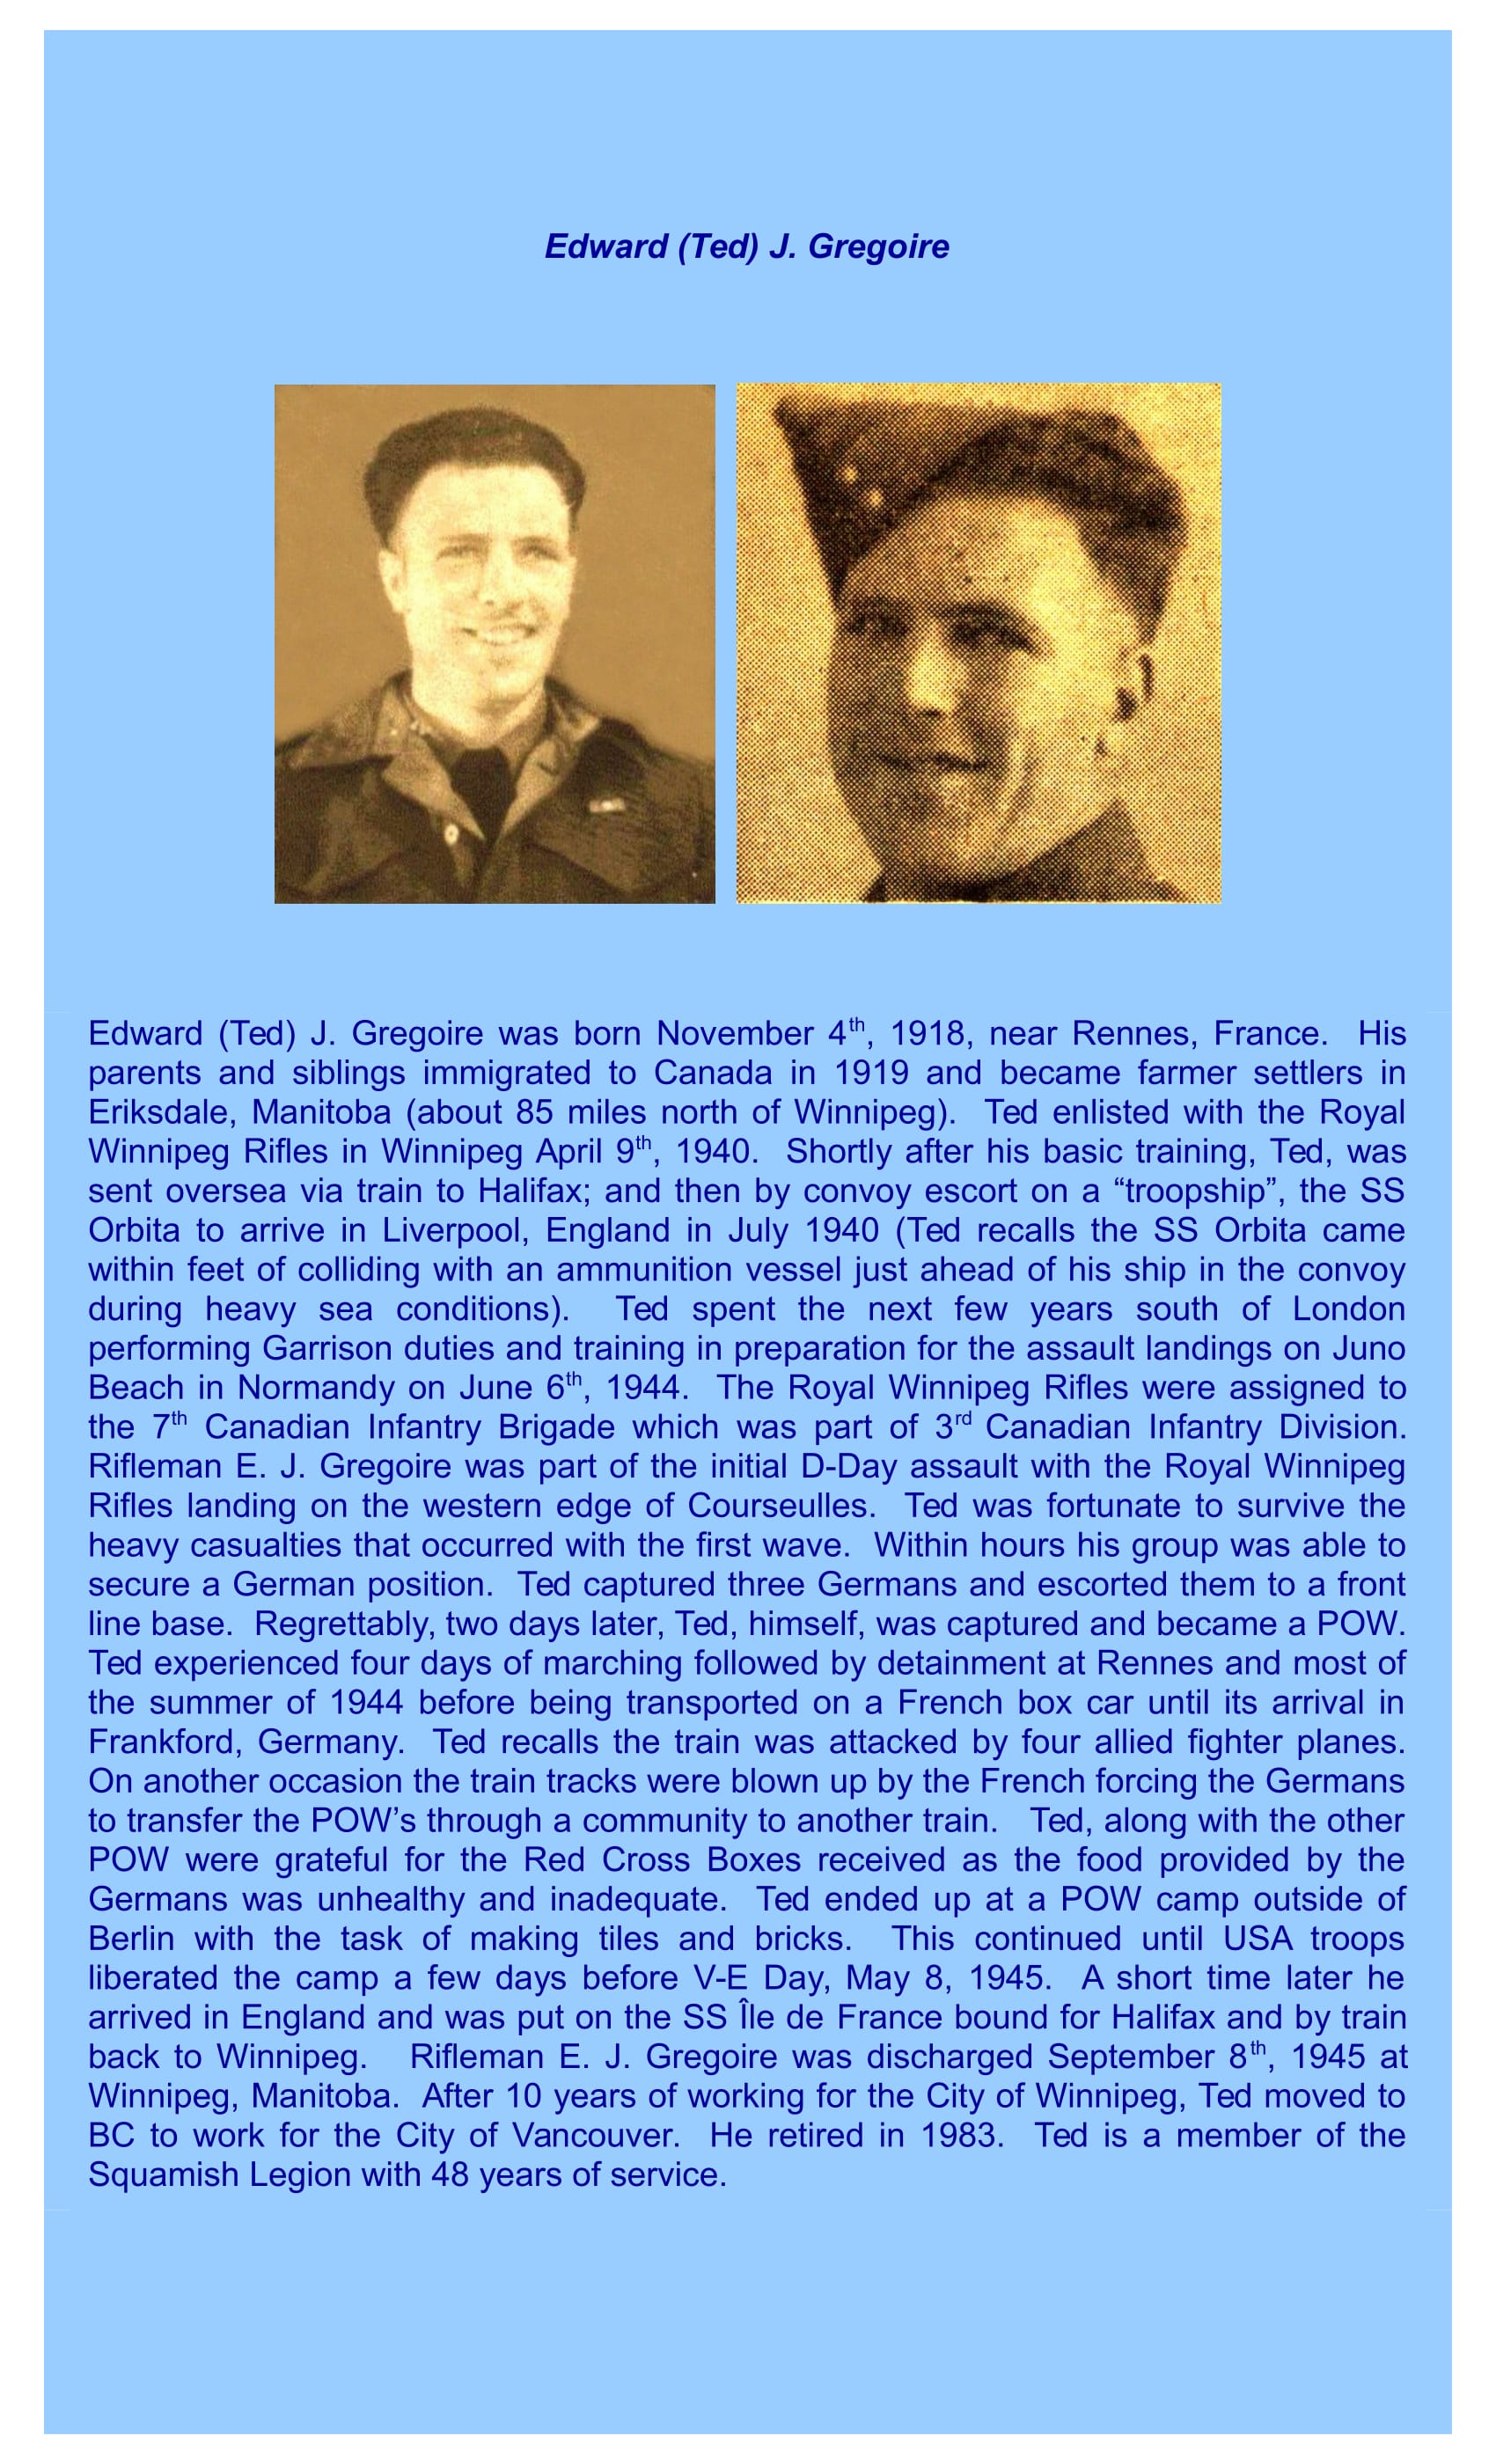 Edward (Ted) J. Gregoire
Edward (Ted) J. Gregoire was born November 4th, 1918, near Rennes, France. His
parents and siblings immigrated to Canada in 1919 and became farmer settlers in
Eriksdale, Manitoba (about 85 miles north of Winnipeg). Ted enlisted with the Royal
Winnipeg Rifles in Winnipeg April 9th, 1940. Shortly after his basic training, Ted, was
sent oversea via train to Halifax; and then by convoy escort on a “troopship”, the SS
Orbita to arrive in Liverpool, England in July 1940 (Ted recalls the SS Orbita came
within feet of colliding with an ammunition vessel just ahead of his ship in the convoy
during heavy sea conditions). Ted spent the next few years south of London
performing Garrison duties and training in preparation for the assault landings on Juno
Beach in Normandy on June 6th, 1944. The Royal Winnipeg Rifles were assigned to
the 7th Canadian Infantry Brigade which was part of 3rd Canadian Infantry Division.
Rifleman E. J. Gregoire was part of the initial D-Day assault with the Royal Winnipeg
Rifles landing on the western edge of Courseulles. Ted was fortunate to survive the
heavy casualties that occurred with the first wave. Within hours his group was able to
secure a German position. Ted captured three Germans and escorted them to a front
line base. Regrettably, two days later, Ted, himself, was captured and became a POW.
Ted experienced four days of marching followed by detainment at Rennes and most of
the summer of 1944 before being transported on a French box car until its arrival in
Frankford, Germany. Ted recalls the train was attacked by four allied fighter planes.
On another occasion the train tracks were blown up by the French forcing the Germans
to transfer the POW’s through a community to another train. Ted, along with the other
POW were grateful for the Red Cross Boxes received as the food provided by the
Germans was unhealthy and inadequate. Ted ended up at a POW camp outside of
Berlin with the task of making tiles and bricks. This continued until USA troops
liberated the camp a few days before V-E Day, May 8, 1945. A short time later he
arrived in England and was put on the SS Île de France bound for Halifax and by train
back to Winnipeg. Rifleman E. J. Gregoire was discharged September 8th, 1945 at
Winnipeg, Manitoba. After 10 years of working for the City of Winnipeg, Ted moved to
BC to work for the City of Vancouver. He retired in 1983. Ted is a member of the
Squamish Legion with 48 years of service.